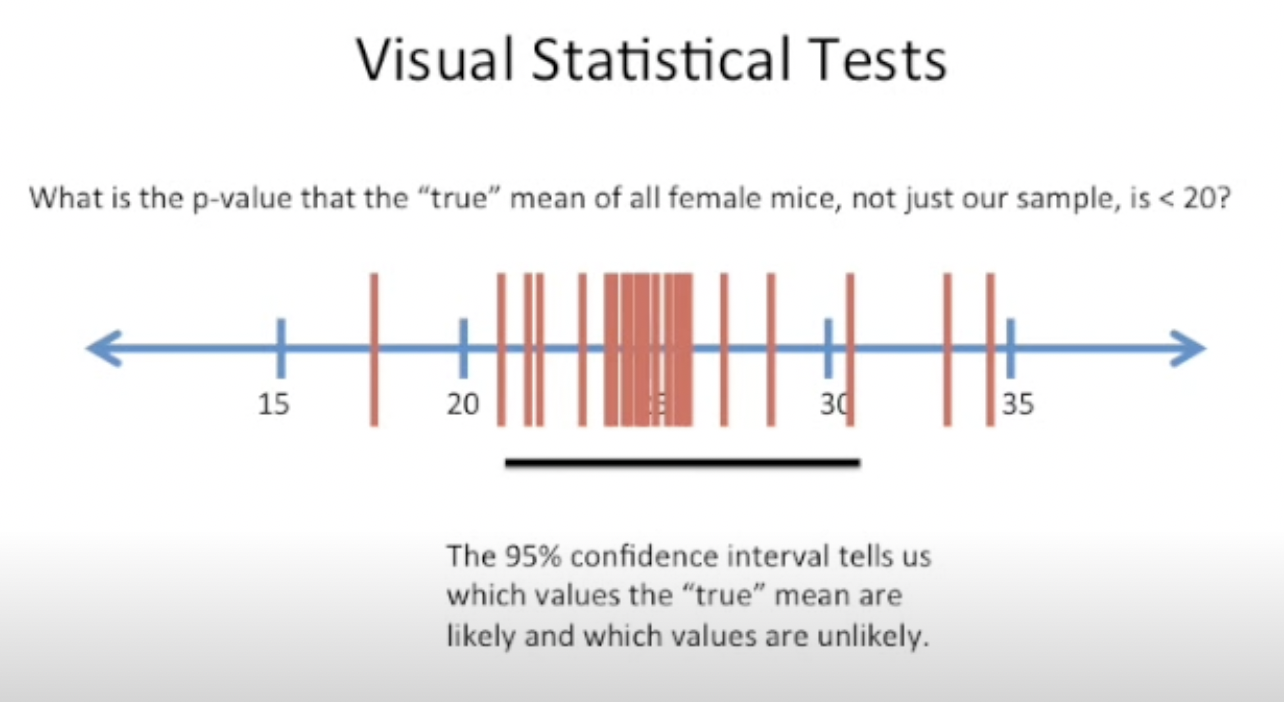 Visual Statistical Tests
What is the p-value that the “true” mean of all female mice, not just our sample, is < 20?
15 20 30 35
The 95% confidence interval tells us
which values the “true” mean are
likely and which values are unlikely.